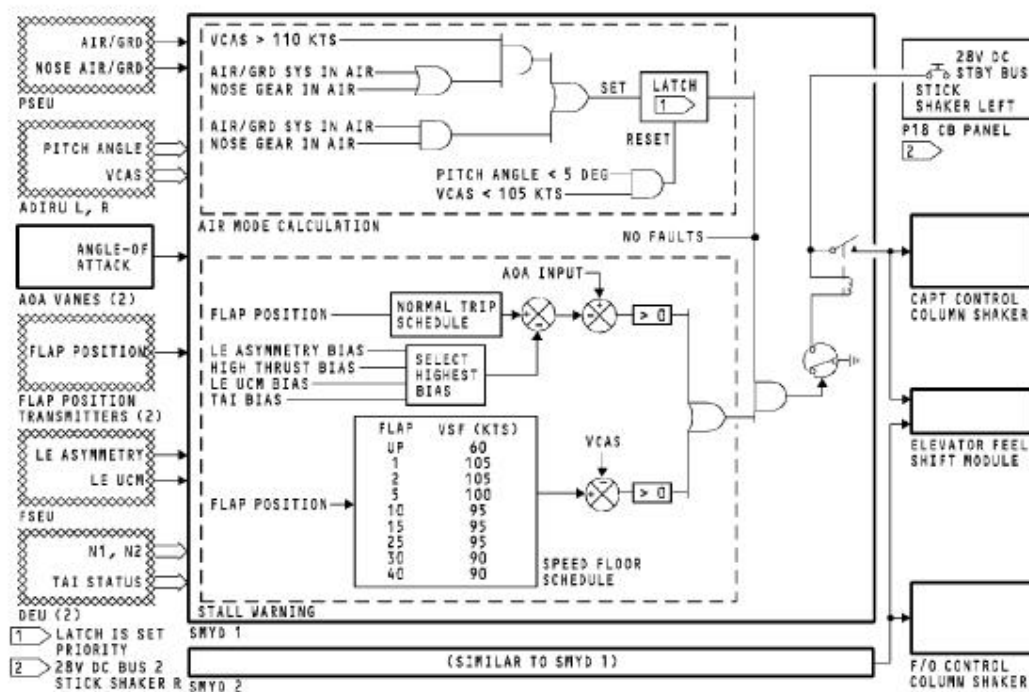 AIR/GRD
NOSE AIR/GRD
PSEU
PITCH ANGLE
VCAS
ADIRU L, R
ANGLE-OF
ATTACK
AOA VANES (2)
FLAP POSITION
FLAP POSITION
TRANSMITTERS (2)
LE ASYMMETRY
LE UCM
FSEU
N1, N2
TAI STATUS
DEU (2)
1 LATCH IS SET
PRIORITY
2 28V DC BUS 2
STICK SHAKER R
VCAS > 110 KTS
AIR/GRD SYS IN AIR
NOSE GEAR IN AIR
AIR/GRD SYS IN AIR
NOSE GEAR IN AIR
SET
LATCH
1
RESET
PITCH ANGLE < 5 DEG
VCAS < 105 KTS
AIR MODE CALCULATION
NO FAULTS
AOA INPUT
FLAP POSITION
NORMAL TRIP
SCHEDULE
> 0
LE ASYMMETRY BIAS
HIGH THRUST BIAS
LE UCM BIAS
TAI BIAS
SELECT
HIGHEST
BIAS
FLAP VSF (KTS)
UP 60
1 105
2 105
5 100
10 95
15 95
25 95
30 90
40 90
FLAP POSITION
VCAS
> 0
SPEED FLOOR
SCHEDULE
STALL WARNING
SMYD 1
(SIMILAR TO SMYD 1)
SMYD 2
28V DC
STBY BUS
STICK
SHAKER LEFT
P18 CB PANEL
2
CAPT CONTROL
COLUMN SHAKER
ELEVATOR FEEL
SHIFT MODULE
F/O CONTROL
COLUMN SHAKER